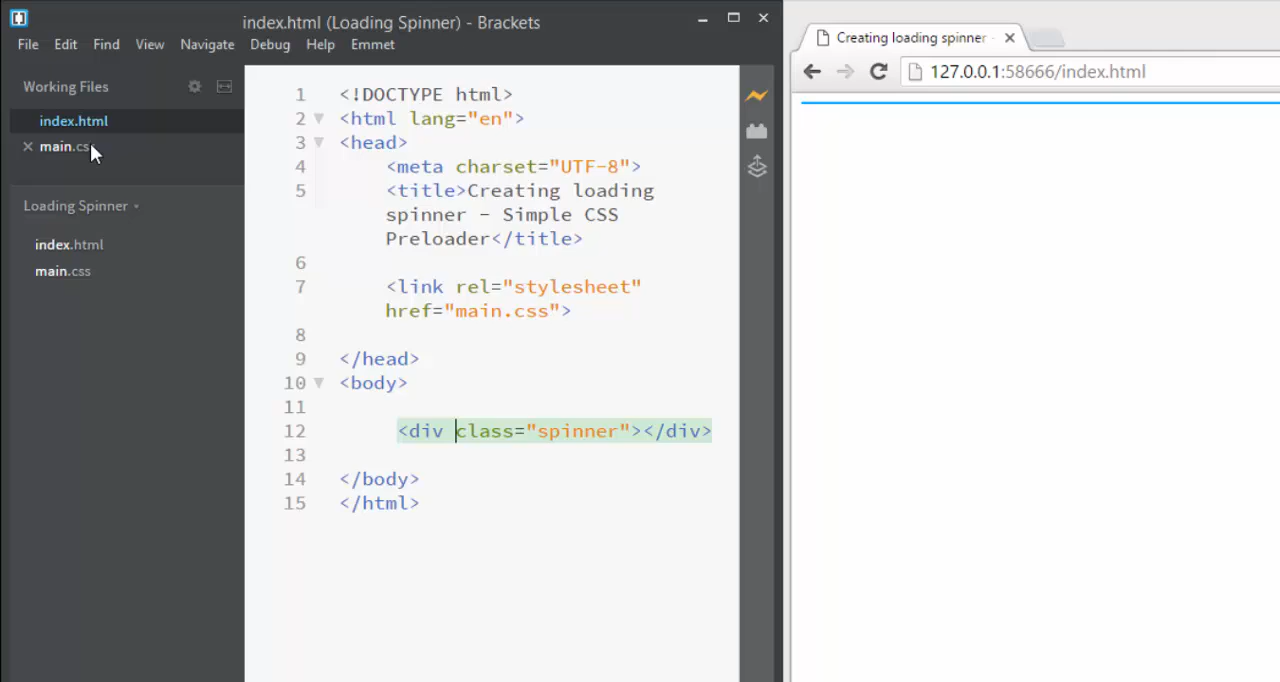 index.html (Loading Spinner) - Brackets
File Edit Find View Navigate Debug Help Emmet
Working Files
index.html
main.cs
Loading Spinner
index.html
main.css
1 <!DOCTYPE html>
2 <html lang="en">
3 <head>
4 <meta charset="UTF-8">
5 <title>Creating loading
spinner - Simple CSS
Preloader</title>
6
7 <link rel="stylesheet"
href="main.css">
8
9 </head>
10 <body>
11
12 <div class="spinner"></div>
13
14 </body>
15 </html>
Creating loading spinner -
127.0.0.1:58666/index.html